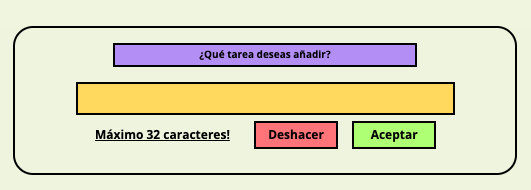 ¿Qué tarea deseas añadir?
Máximo 32 caracteres! Deshacer Aceptar